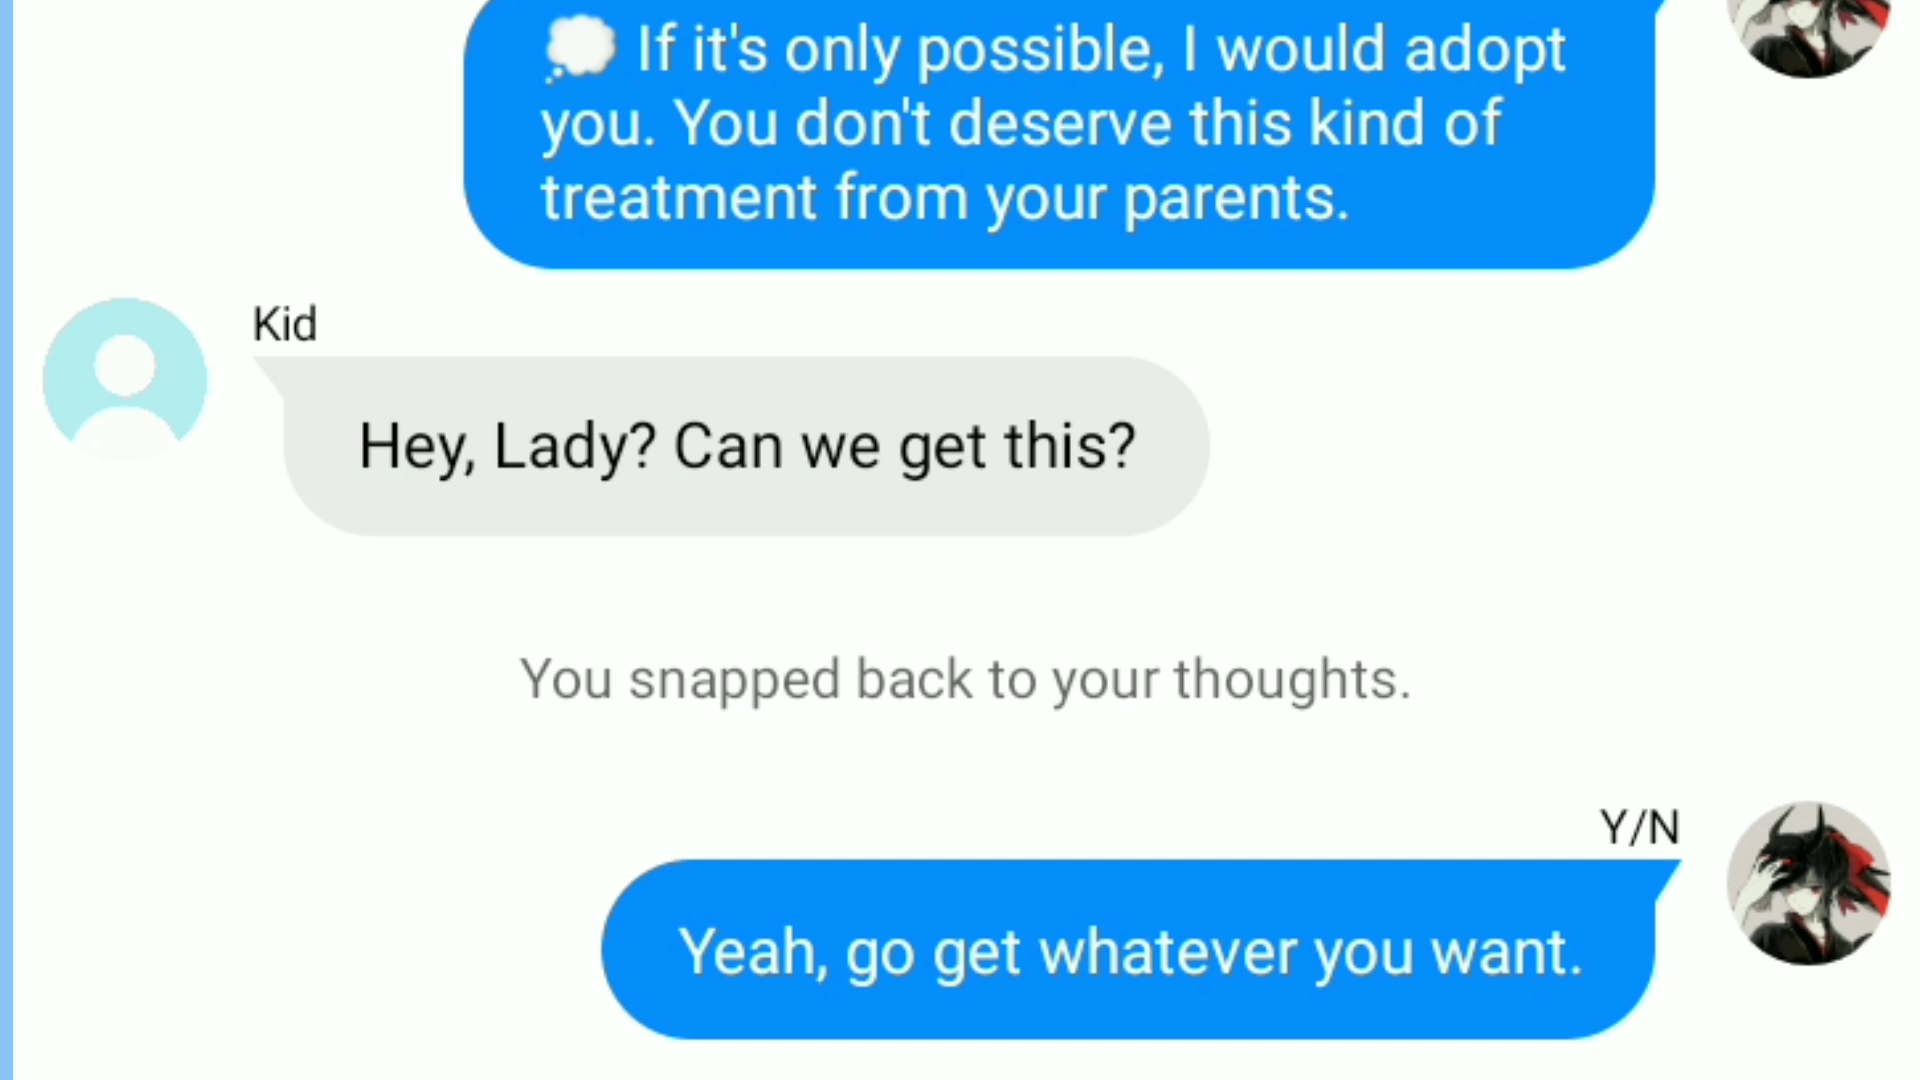 💭 If it's only possible, I would adopt
you. You don't deserve this kind of
treatment from your parents.
Kid
Hey, Lady? Can we get this?
You snapped back to your thoughts.
Y/N
Yeah, go get whatever you want.